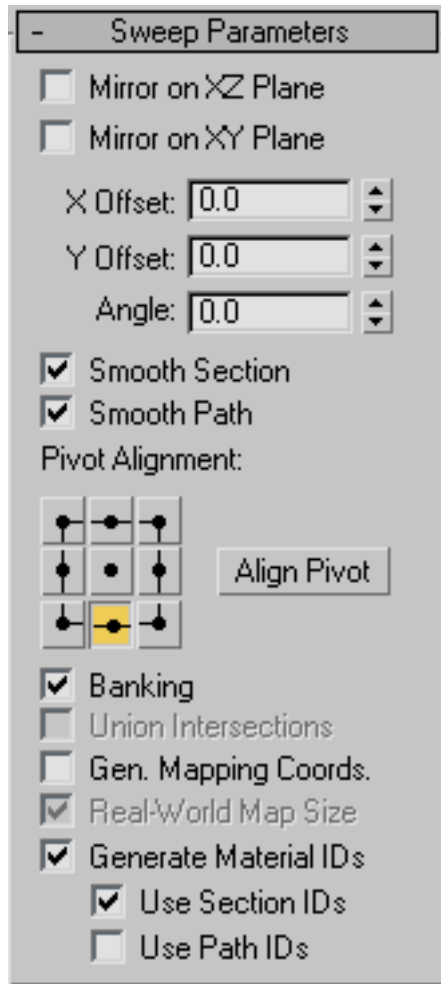 - Sweep Parameters
Mirror on XZ Plane
Mirror on XY Plane
X Offset: 0.0
Y Offset: 0.0
Angle: 0.0
Smooth Section
Smooth Path
Pivot Alignment:
Align Pivot
Banking
Union Intersections
Gen. Mapping Coords.
Real-World Map Size
Generate Material IDs
Use Section IDs
Use Path IDs